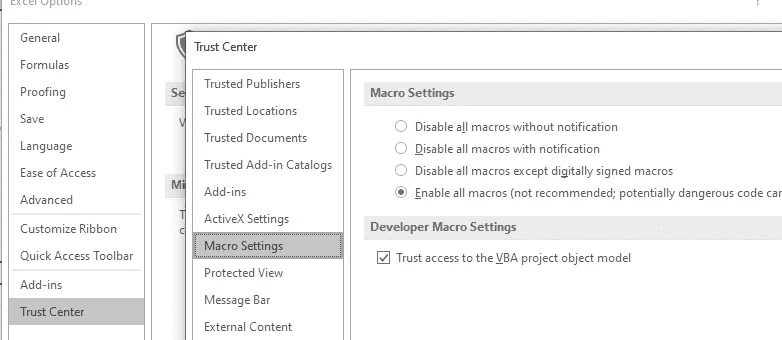 Excel Options
Trust Center
General
Formulas
Proofing
Save
Language
Ease of Access
Advanced
Customize Ribbon
Quick Access Toolbar
Add-ins
Trust Center
Se
Mi
Trusted Publishers
Trusted Locations
Trusted Documents
Trusted Add-in Catalogs
Add-ins
ActiveX Settings
Macro Settings
Protected View
Message Bar
External Content
Macro Settings
Disable all macros without notification
Disable all macros with notification
Disable all macros except digitally signed macros
Enable all macros (not recommended; potentially dangerous code can
Developer Macro Settings
Trust access to the VBA project object model